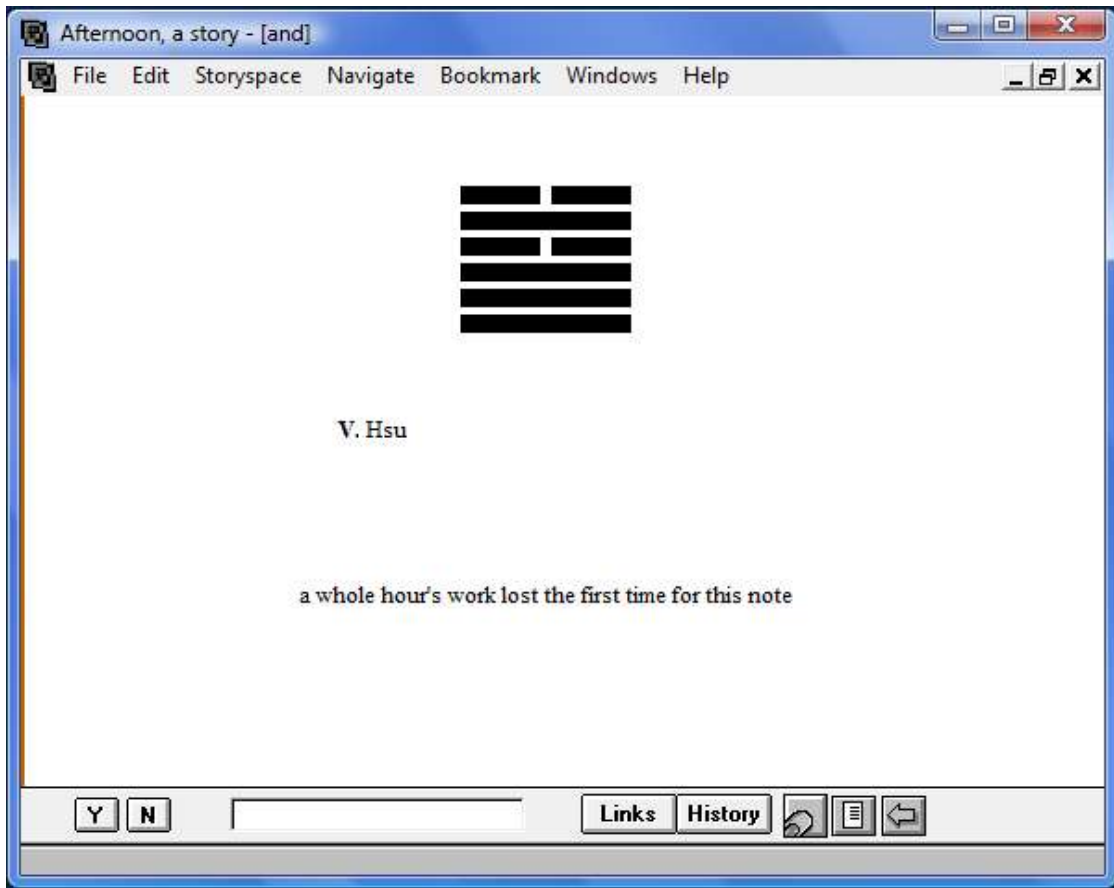 Afternoon, a story - [and]
File Edit Storyspace Navigate Bookmark Windows Help
V. Hsu
a whole hour's work lost the first time for this note
Y N Links History